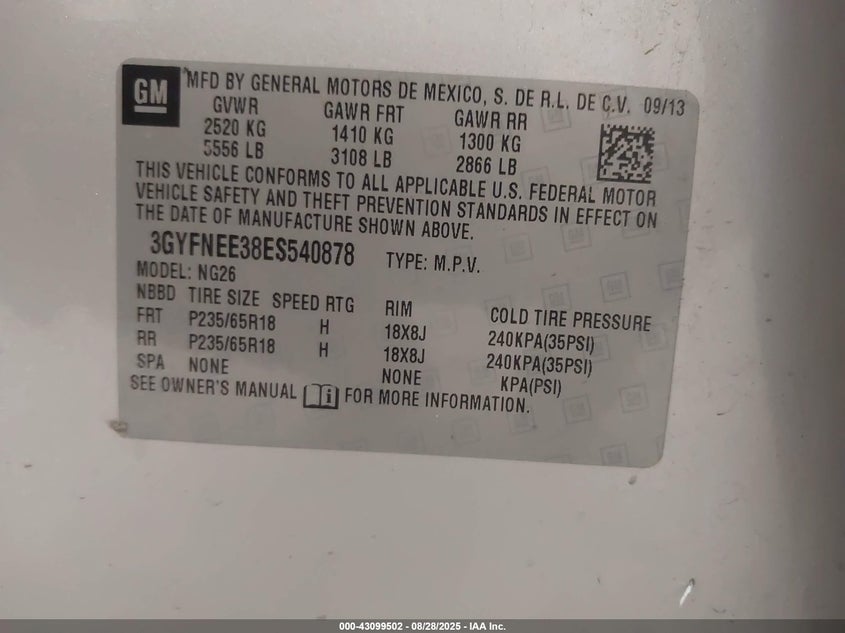 GM MFD BY GENERAL MOTORS DE MEXICO, S. DE R.L. DE C.V. 09/13
GVWR GAWR FRT GAWR RR
2520 KG 1410 KG 1300 KG
5556 LB 3108 LB 2866 LB
THIS VEHICLE CONFORMS TO ALL APPLICABLE U.S. FEDERAL MOTOR
VEHICLE SAFETY AND THEFT PREVENTION STANDARDS IN EFFECT ON
THE DATE OF MANUFACTURE SHOWN ABOVE.
3GYFNEE38ES540878 TYPE: M.P.V.
MODEL: NG26
NBBD TIRE SIZE SPEED RTG RIM COLD TIRE PRESSURE
FRT P235/65R18 H 18X8J 240KPA(35PSI)
RR P235/65R18 H 18X8J 240KPA(35PSI)
SPA NONE NONE KPA(PSI)
SEE OWNER'S MANUAL i FOR MORE INFORMATION.
000-43099502 - 08/28/2025 - IAA Inc.